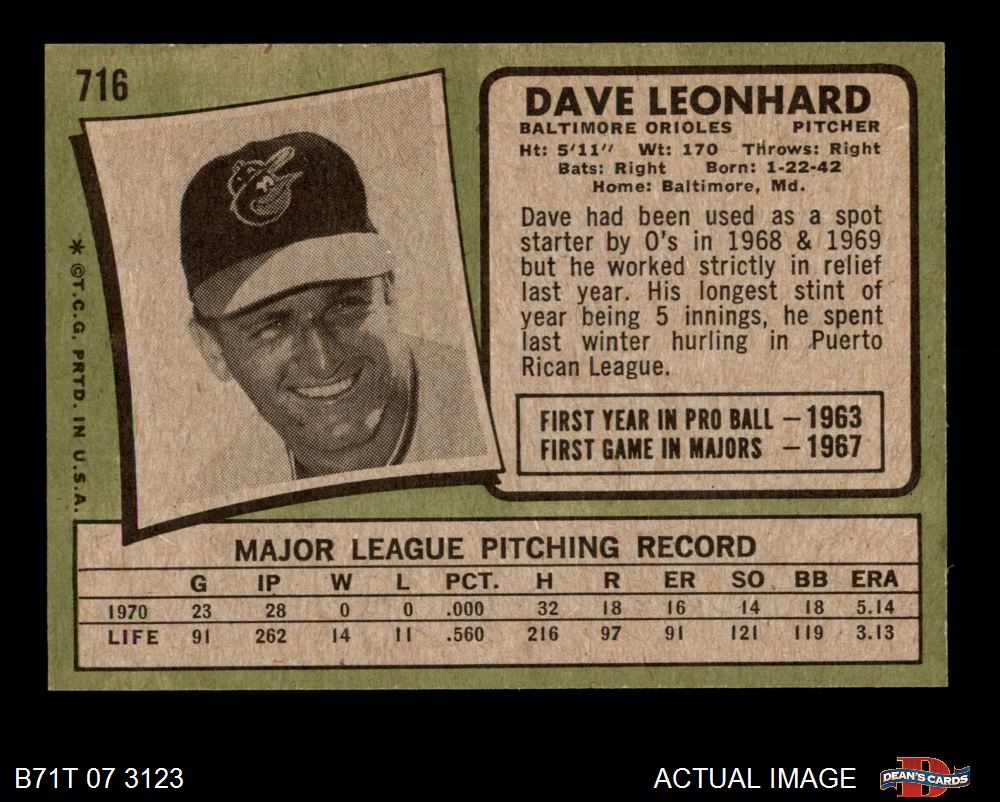 716
DAVE LEONHARD
BALTIMORE ORIOLES PITCHER
Ht: 5'11" Wt: 170 Throws: Right
Bats: Right Born: 1-22-42
Home: Baltimore, Md.
Dave had been used as a spot
starter by O's in 1968 & 1969
but he worked strictly in relief
last year. His longest stint of
year being 5 innings, he spent
last winter hurling in Puerto
Rican League.
FIRST YEAR IN PRO BALL — 1963
FIRST GAME IN MAJORS — 1967
* ©T.C.G. PRTD. IN U.S.A.
MAJOR LEAGUE PITCHING RECORD
G IP W L PCT. H R ER SO BB ERA
1970 23 28 0 0 .000 32 18 16 14 18 5.14
LIFE 91 262 14 11 .560 216 97 91 121 119 3.13
B71T 07 3123
ACTUAL IMAGE
DEAN'S CARDS